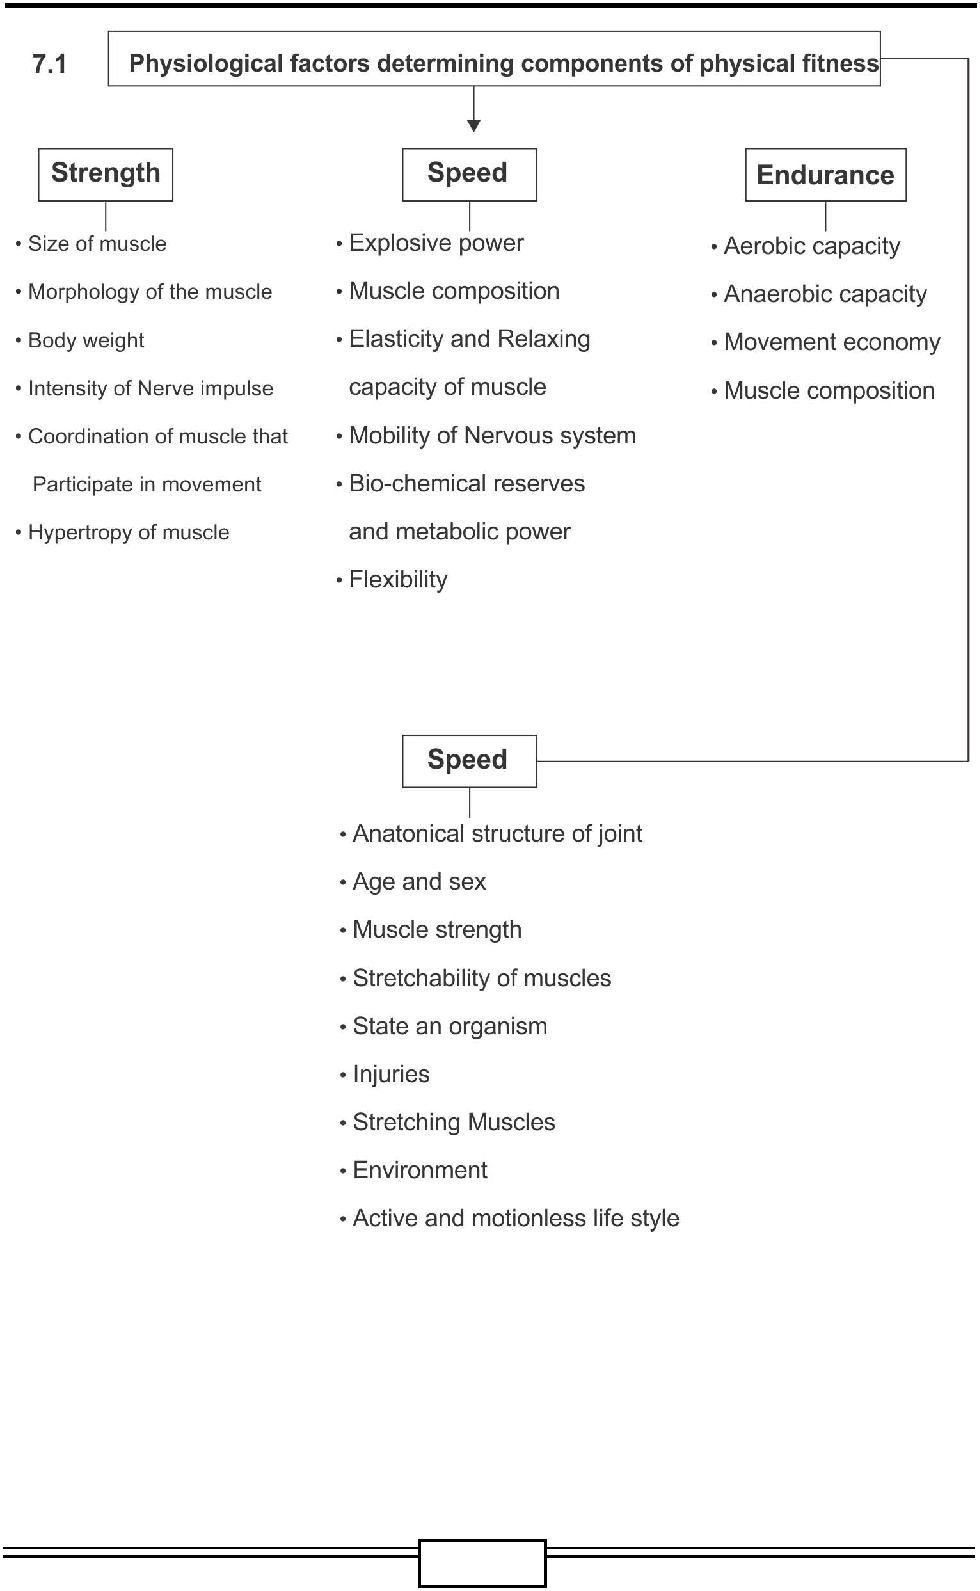 7.1 Physiological factors determining components of physical fitness
Strength
• Size of muscle
• Morphology of the muscle
• Body weight
• Intensity of Nerve impulse
• Coordination of muscle that
Participate in movement
• Hypertropy of muscle
Speed
• Explosive power
• Muscle composition
• Elasticity and Relaxing
capacity of muscle
• Mobility of Nervous system
• Bio-chemical reserves
and metabolic power
• Flexibility
Endurance
• Aerobic capacity
• Anaerobic capacity
• Movement economy
• Muscle composition
Speed
• Anatonical structure of joint
• Age and sex
• Muscle strength
• Stretchability of muscles
• State an organism
• Injuries
• Stretching Muscles
• Environment
• Active and motionless life style